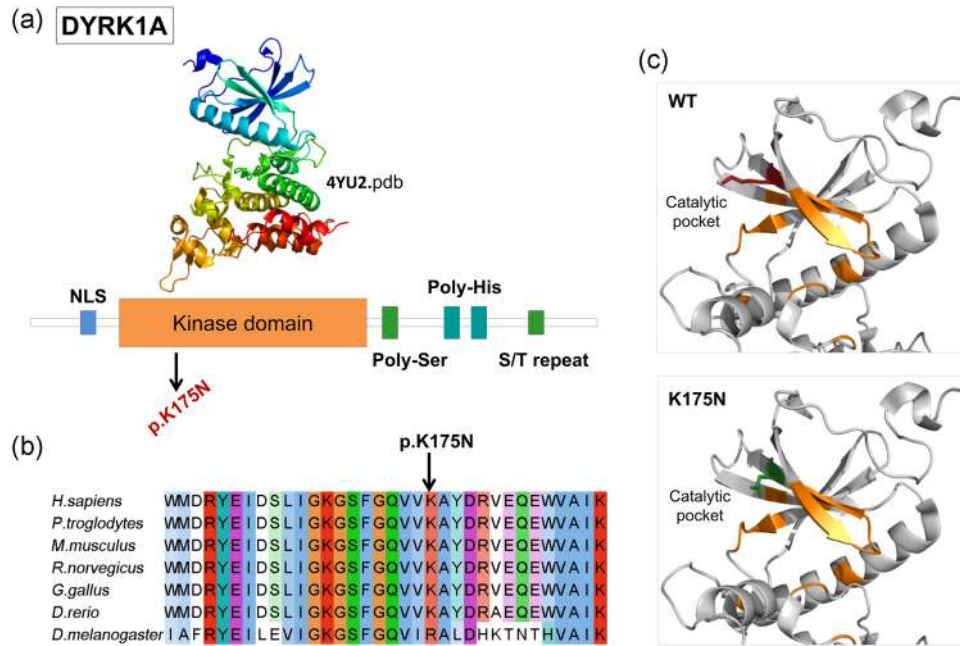 (a) DYRK1A
4YU2.pdb
NLS
Kinase domain
Poly-Ser
Poly-His
S/T repeat
p.K175N
(b)
p.K175N
H.sapiens WMDRYEIDSLIGKGSFGQVVKAYDRVEQEWVAIK
P.troglodytes WMDRYEIDSLIGKGSFGQVVKAYDRVEQEWVAIK
M.musculus WMDRYEIDSLIGKGSFGQVVKAYDRVEQEWVAIK
R.norvegicus WMDRYEIDSLIGKGSFGQVVKAYDRVEQEWVAIK
G.gallus WMDRYEIDSLIGKGSFGQVVKAYDRVEQEWVAIK
D.rerio WMDRYEIDSLIGKGSFGQVVKAYDRAEQEWVAIK
D.melanogaster IAFRYEILEVIGKGSFGQVIRALDHKTNTHVAIK
(c)
WT
Catalytic
pocket
K175N
Catalytic
pocket